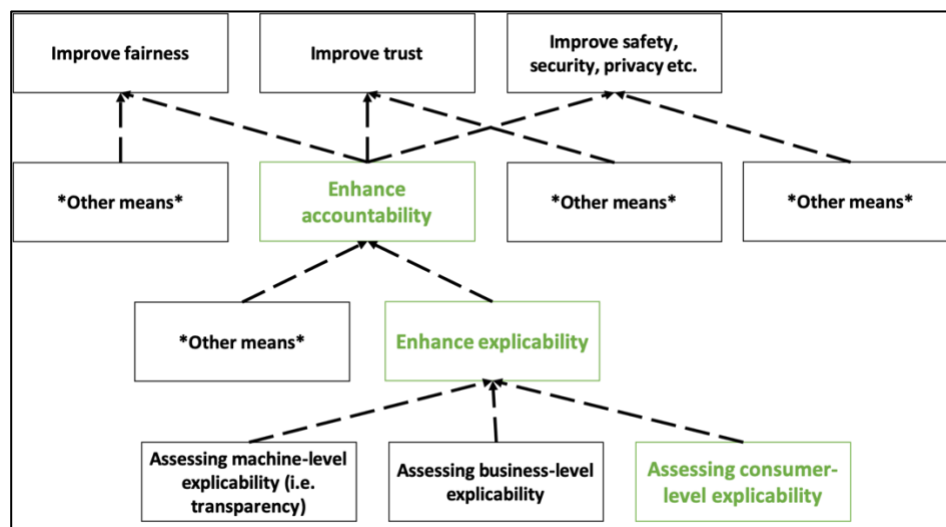 Improve fairness
Improve trust
Improve safety,
security, privacy etc.
*Other means*
Enhance
accountability
*Other means*
*Other means*
*Other means*
Enhance explicability
Assessing machine-level
explicability (i.e.
transparency)
Assessing business-level
explicability
Assessing consumer-
level explicability